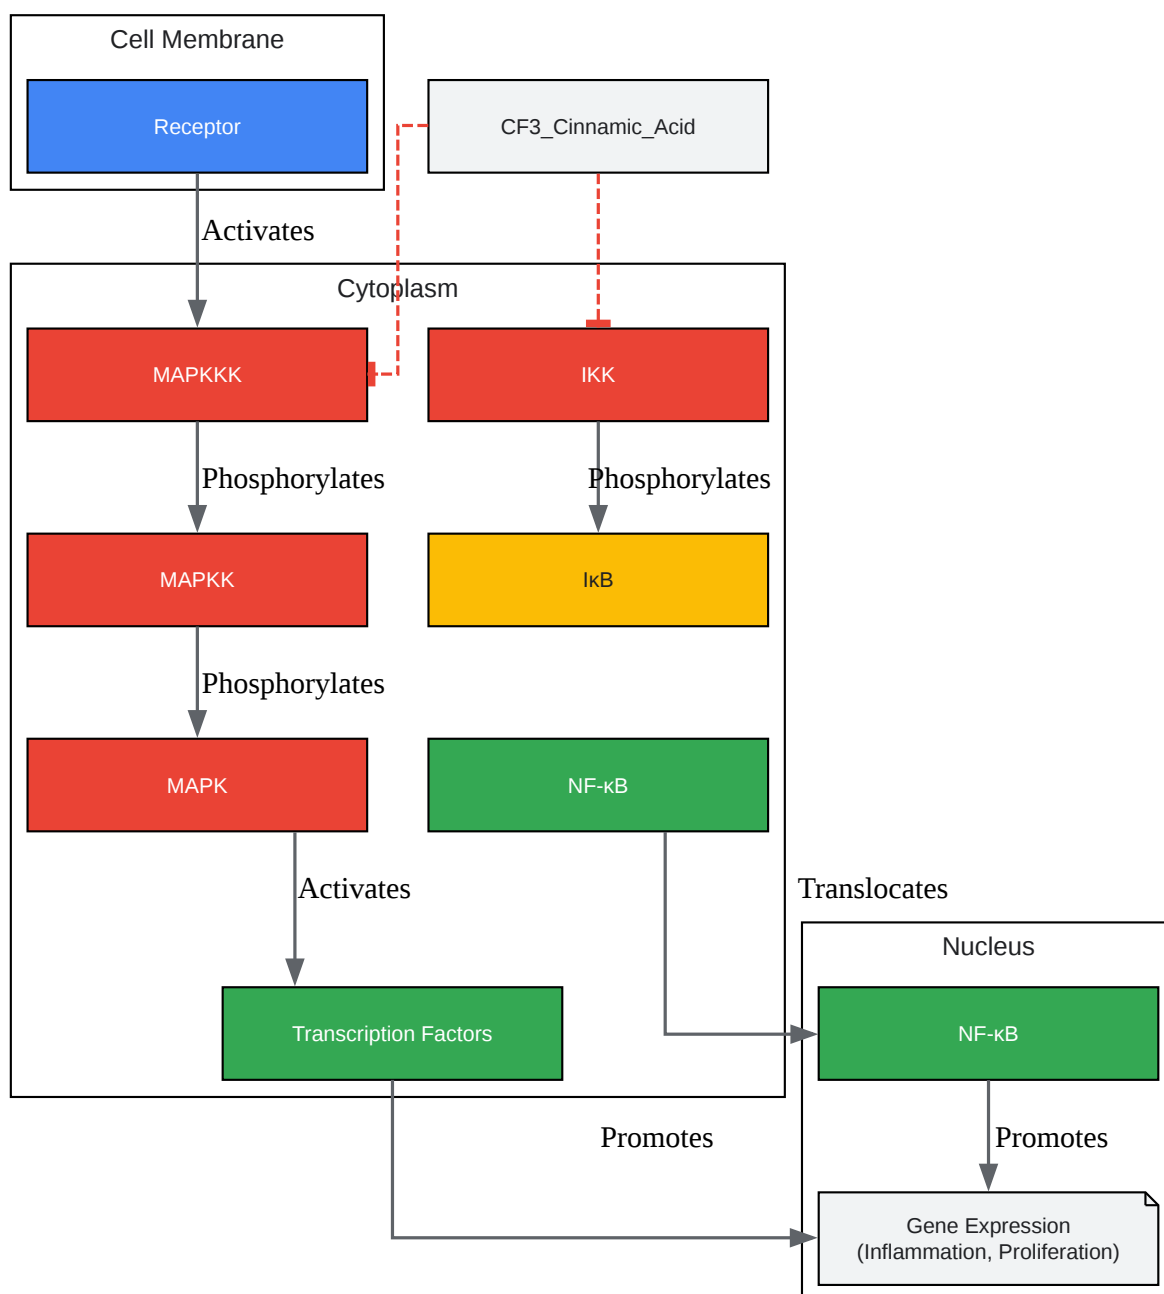 Cell Membrane
Receptor
CF3_Cinnamic_Acid
Activates
Cytoplasm
MAPKKK
IKK
Phosphorylates
Phosphorylates
MAPKK
IκB
Phosphorylates
MAPK
NF-κB
Activates
Translocates
Nucleus
Transcription Factors
NF-κB
Promotes
Promotes
Gene Expression
(Inflammation, Proliferation)